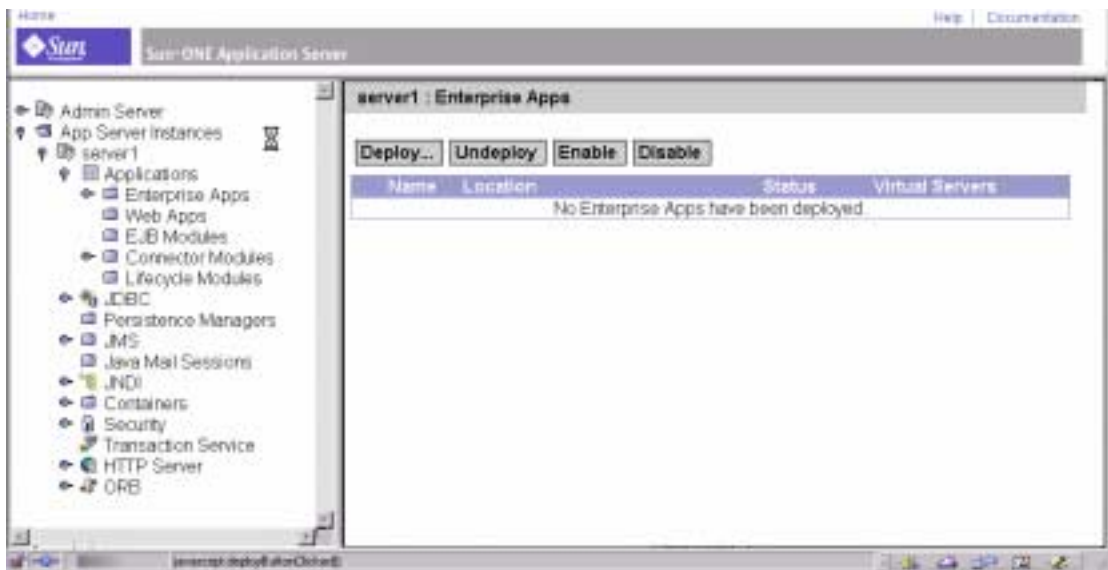 Home
Help | Documentation
Sun
Sun ONE Application Server
Admin Server
App Server Instances
server1
Applications
Enterprise Apps
Web Apps
EJB Modules
Connector Modules
Lifecycle Modules
JDBC
Persistence Managers
JMS
Java Mail Sessions
JNDI
Containers
Security
Transaction Service
HTTP Server
ORB
server1 : Enterprise Apps
Deploy... Undeploy Enable Disable
Name Location Status Virtual Servers
No Enterprise Apps have been deployed.